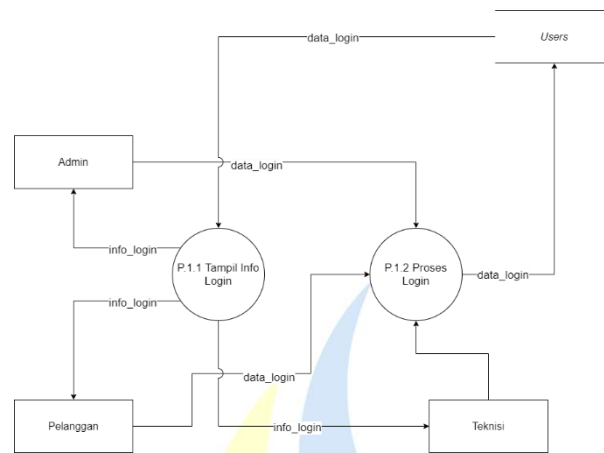 Users
data_login
Admin
data_login
info_login
P.1.1 Tampil Info
Login
P.1.2 Proses
Login
data_login
info_login
data_login
Pelanggan
info_login
Teknisi